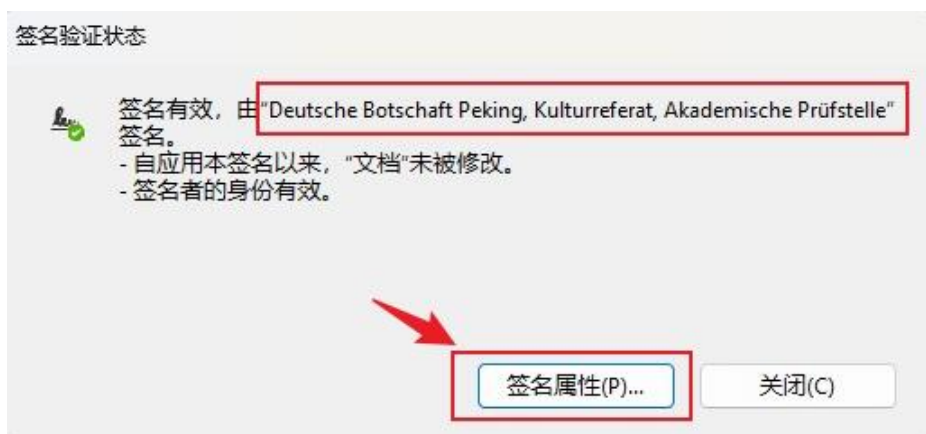 签名验证状态
签名有效，由"Deutsche Botschaft Peking, Kulturreferat, Akademische Prüfstelle"
签名。
- 自应用本签名以来，"文档"未被修改。
- 签名者的身份有效。
签名属性(P)... 关闭(C)